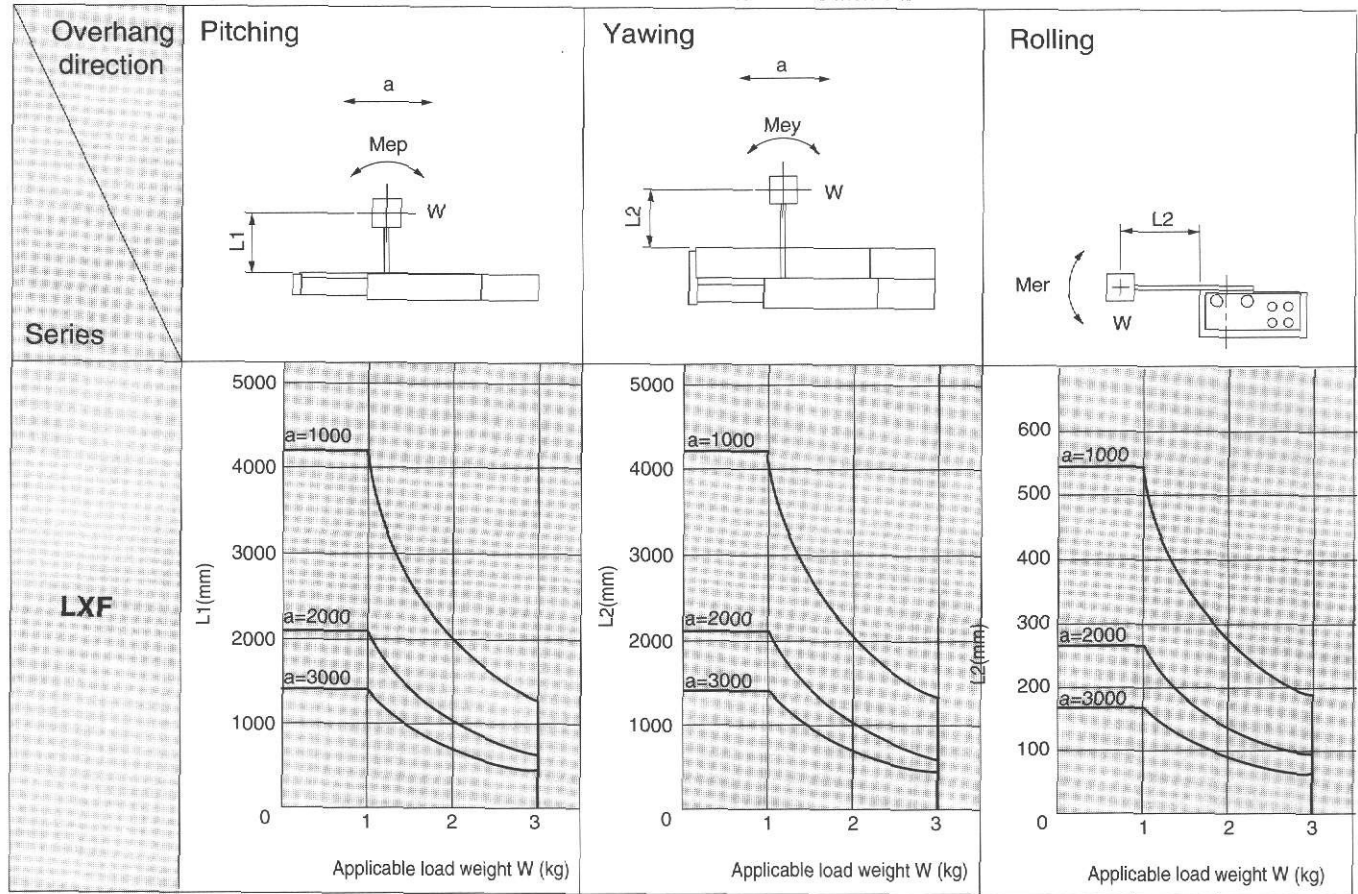 Overhang
direction
Series
Pitching
a
Mep
W
L1
Yawing
a
Mey
W
L2
Rolling
L2
Mer
W
LXF
5000
4000
3000
2000
1000
0
a=1000
a=2000
a=3000
L1(mm)
1 2 3
Applicable load weight W (kg)
5000
4000
3000
2000
1000
0
a=1000
a=2000
a=3000
L2(mm)
1 2 3
Applicable load weight W (kg)
600
500
400
300
200
100
0
a=1000
a=2000
a=3000
L2(mm)
1 2 3
Applicable load weight W (kg)